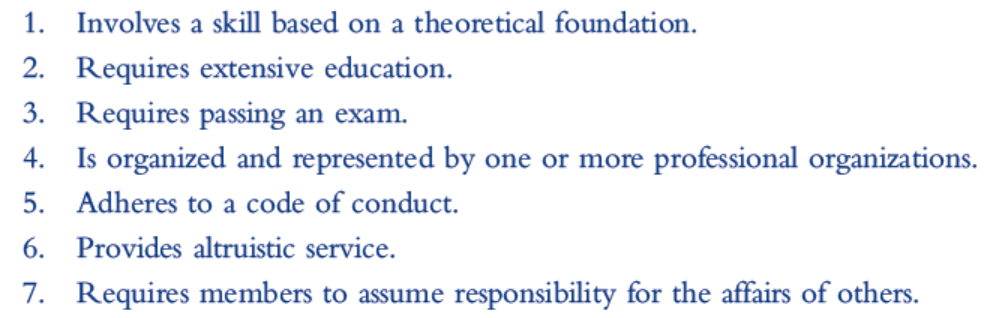 1. Involves a skill based on a theoretical foundation.
2. Requires extensive education.
3. Requires passing an exam.
4. Is organized and represented by one or more professional organizations.
5. Adheres to a code of conduct.
6. Provides altruistic service.
7. Requires members to assume responsibility for the affairs of others.